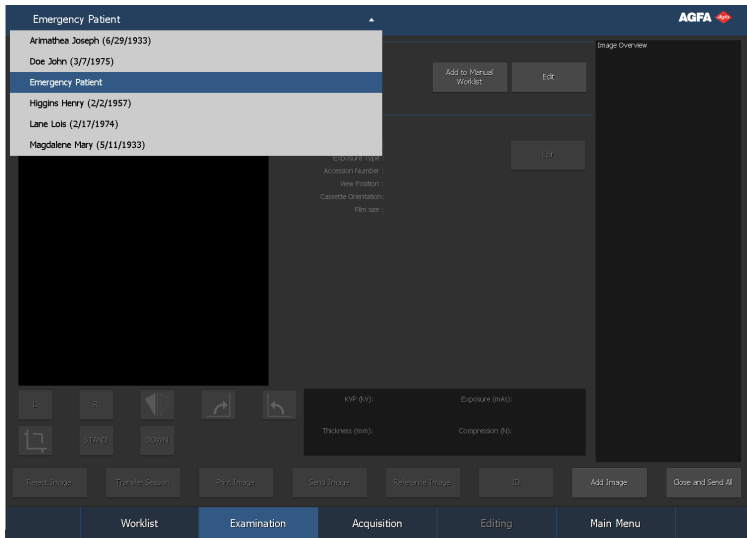 Emergency Patient
AGFA
Arimathea Joseph (6/29/1933)
Doe John (3/7/1975)
Emergency Patient
Higgins Henry (2/2/1957)
Lane Lois (2/17/1974)
Magdalene Mary (5/11/1933)
Image Overview
Add to Manual
Worklist
Edit
Exposure Type :
Edit
Accession Number :
View Position :
Cassette Orientation:
Film size :
L
R
STAND
DOWN
KVP (kV):
Exposure (mAs):
Thickness (mm):
Compression (N):
Reject Image
Transfer Session
Print Image
Send Image
Reference Image
ID
Add Image
Close and Send All
Worklist
Examination
Acquisition
Editing
Main Menu